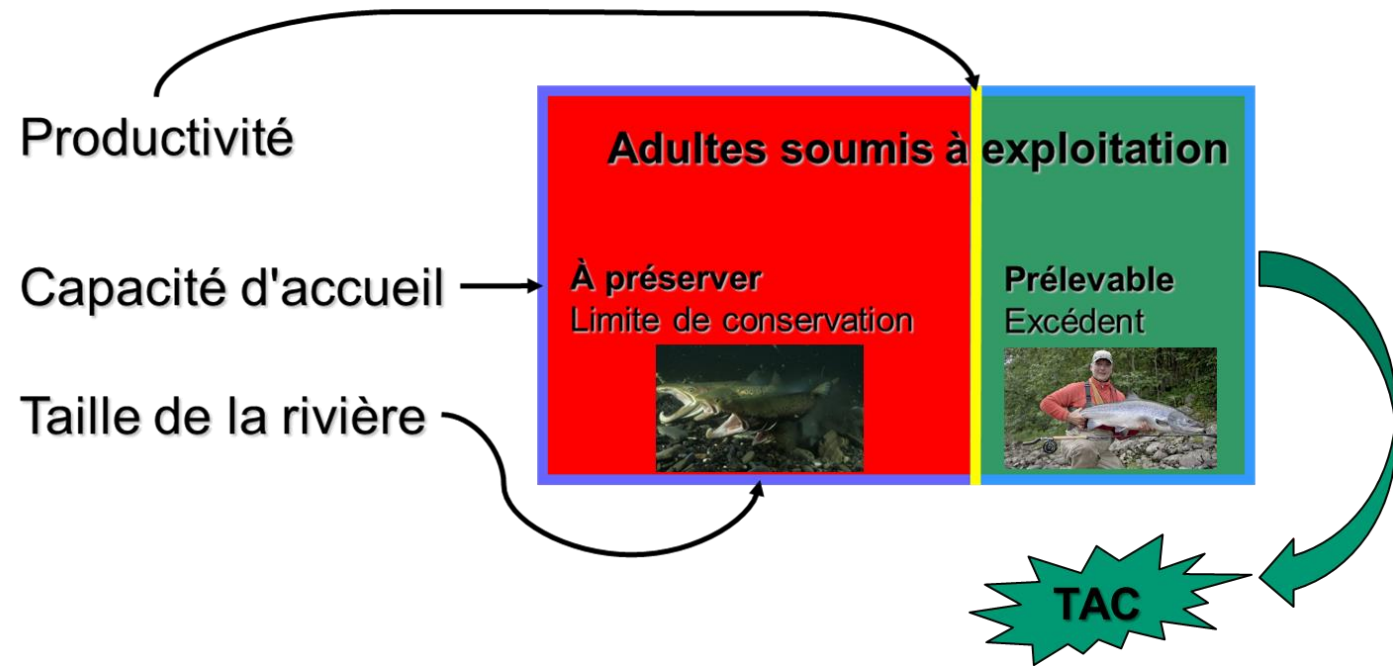 Productivité
Capacité d'accueil
Taille de la rivière
Adultes soumis à exploitation
À préserver
Limite de conservation
Prélevable
Excédent
TAC